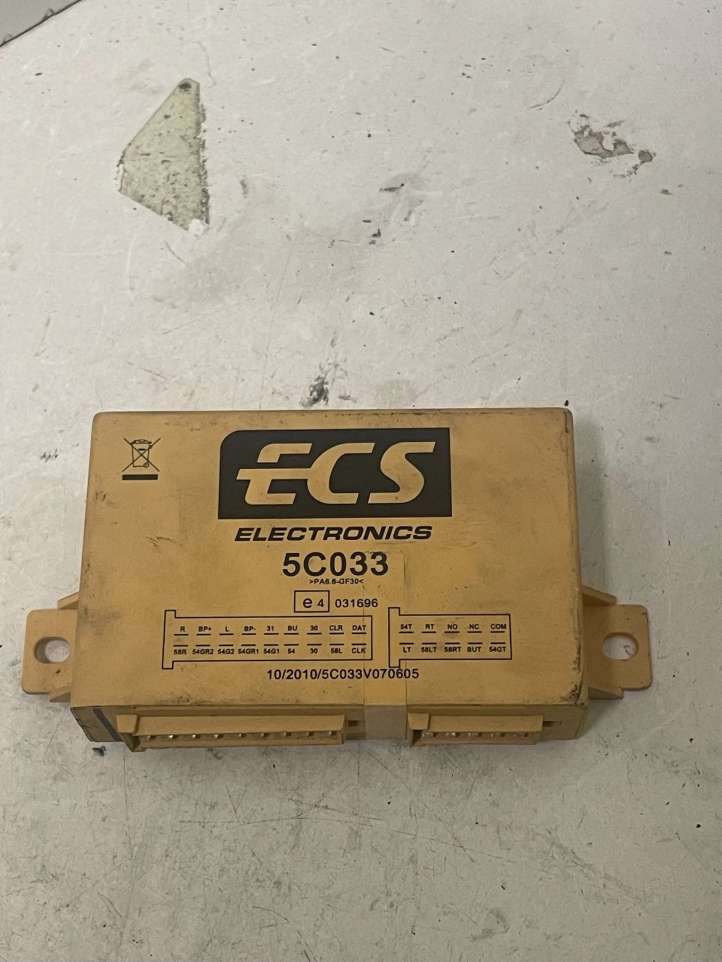 ECS
ELECTRONICS
5C033
>PA6.6-GF30<
e4 031696
R BP+ L BP- 31 BU 30 CLR DAT
58R 54GR2 54G2 54GR1 54G1 54 30 58L CLK
54T RT NO NC COM
LT 58LT 58RT BUT 54GT
10/2010/5C033V070605